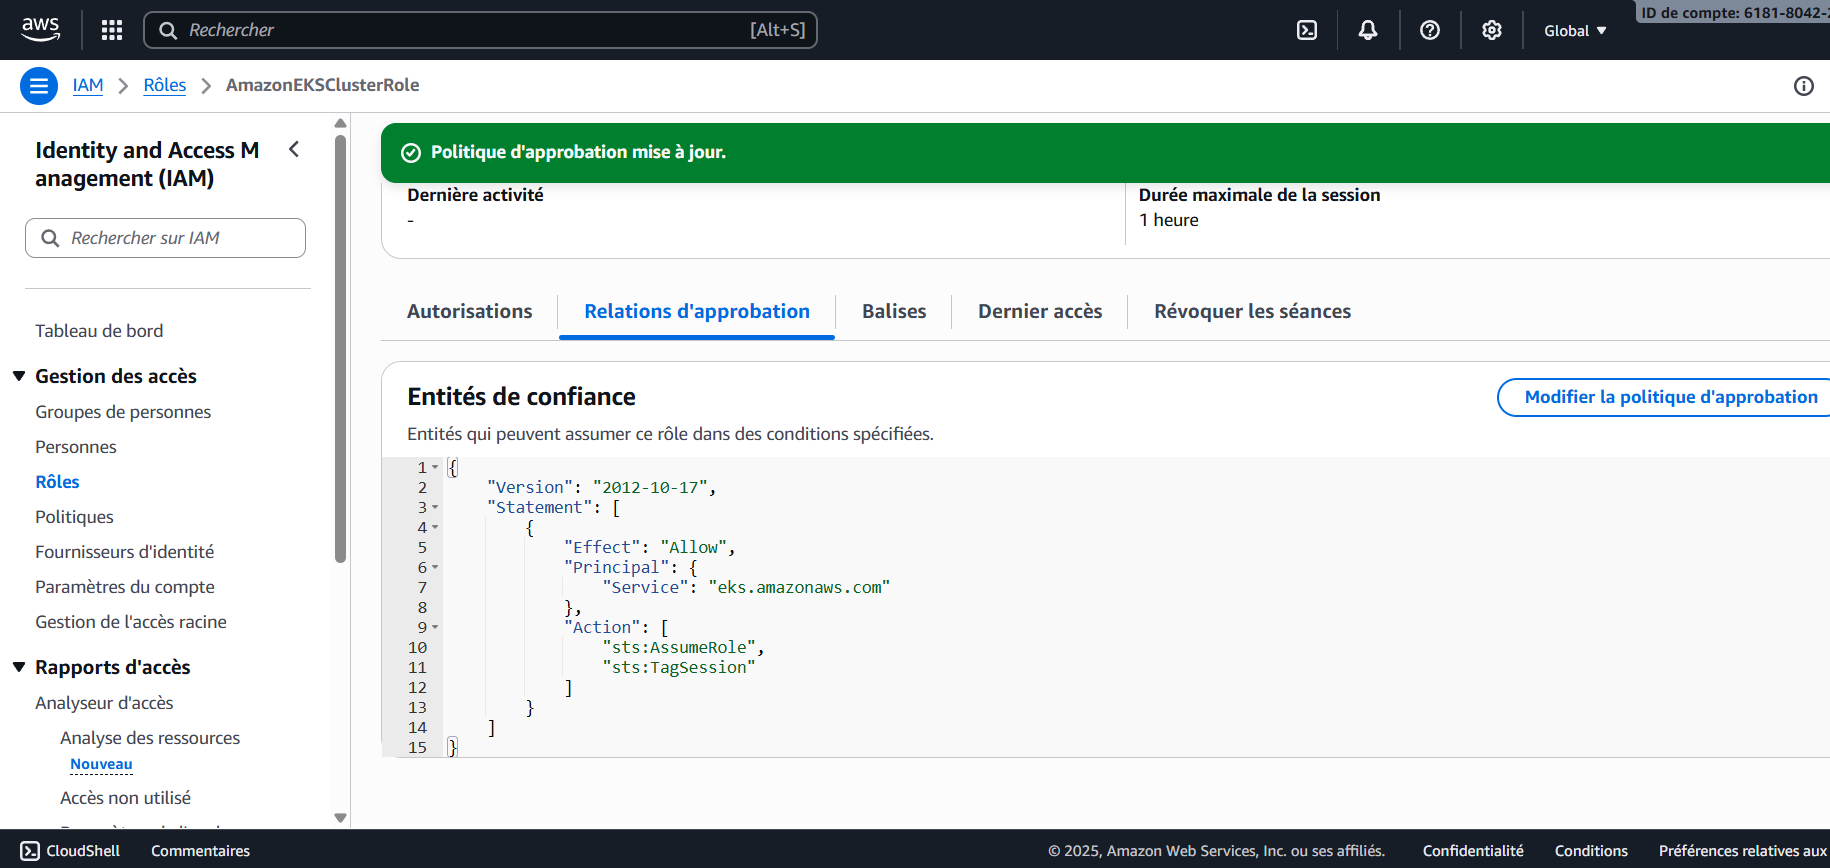 aws
Rechercher
[Alt+S]
Global
ID de compte: 6181-8042-
IAM
Rôles
AmazonEKSClusterRole
Identity and Access M
anagement (IAM)
Rechercher sur IAM
Tableau de bord
Gestion des accès
Groupes de personnes
Personnes
Rôles
Politiques
Fournisseurs d'identité
Paramètres du compte
Gestion de l'accès racine
Rapports d'accès
Analyseur d'accès
Analyse des ressources
Nouveau
Accès non utilisé
Politique d'approbation mise à jour.
Dernière activité
-
Durée maximale de la session
1 heure
Autorisations
Relations d'approbation
Balises
Dernier accès
Révoquer les séances
Entités de confiance
Modifier la politique d'approbation
Entités qui peuvent assumer ce rôle dans des conditions spécifiées.
1 {
2 "Version": "2012-10-17",
3 "Statement": [
4 {
5 "Effect": "Allow",
6 "Principal": {
7 "Service": "eks.amazonaws.com"
8 },
9 "Action": [
10 "sts:AssumeRole",
11 "sts:TagSession"
12 ]
13 }
14 ]
15 }
CloudShell
Commentaires
© 2025, Amazon Web Services, Inc. ou ses affiliés.
Confidentialité
Conditions
Préférences relatives aux